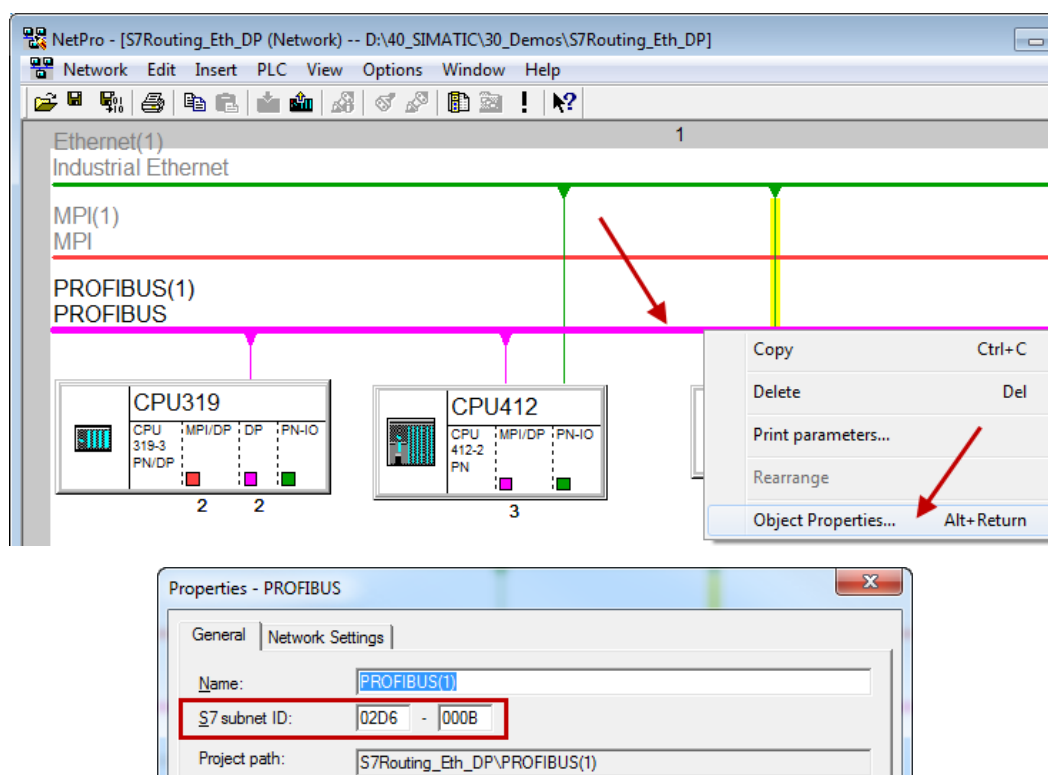 NetPro - [S7Routing_Eth_DP (Network) -- D:\40_SIMATIC\30_Demos\S7Routing_Eth_DP]
Network Edit Insert PLC View Options Window Help
1
Ethernet(1)
Industrial Ethernet
MPI(1)
MPI
PROFIBUS(1)
PROFIBUS
CPU319
CPU 319-3 PN/DP
MPI/DP
DP
PN-IO
2 2
CPU412
CPU 412-2 PN
MPI/DP
PN-IO
3
Copy Ctrl+C
Delete Del
Print parameters...
Rearrange
Object Properties... Alt+Return
Properties - PROFIBUS
General Network Settings
Name: PROFIBUS(1)
S7 subnet ID: 02D6 - 000B
Project path: S7Routing_Eth_DP\PROFIBUS(1)